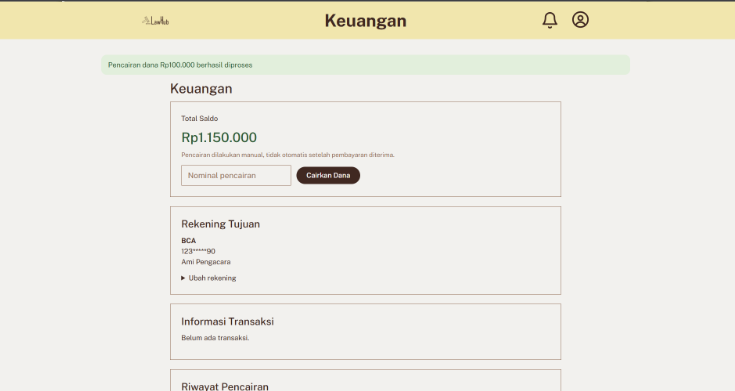 LawHub
Keuangan
Pencairan dana Rp100.000 berhasil diproses
Keuangan
Total Saldo
Rp1.150.000
Pencairan dilakukan manual, tidak otomatis setelah pembayaran diterima.
Nominal pencairan
Cairkan Dana
Rekening Tujuan
BCA
123*****90
Ami Pengacara
▶ Ubah rekening
Informasi Transaksi
Belum ada transaksi.
Riwayat Pencairan